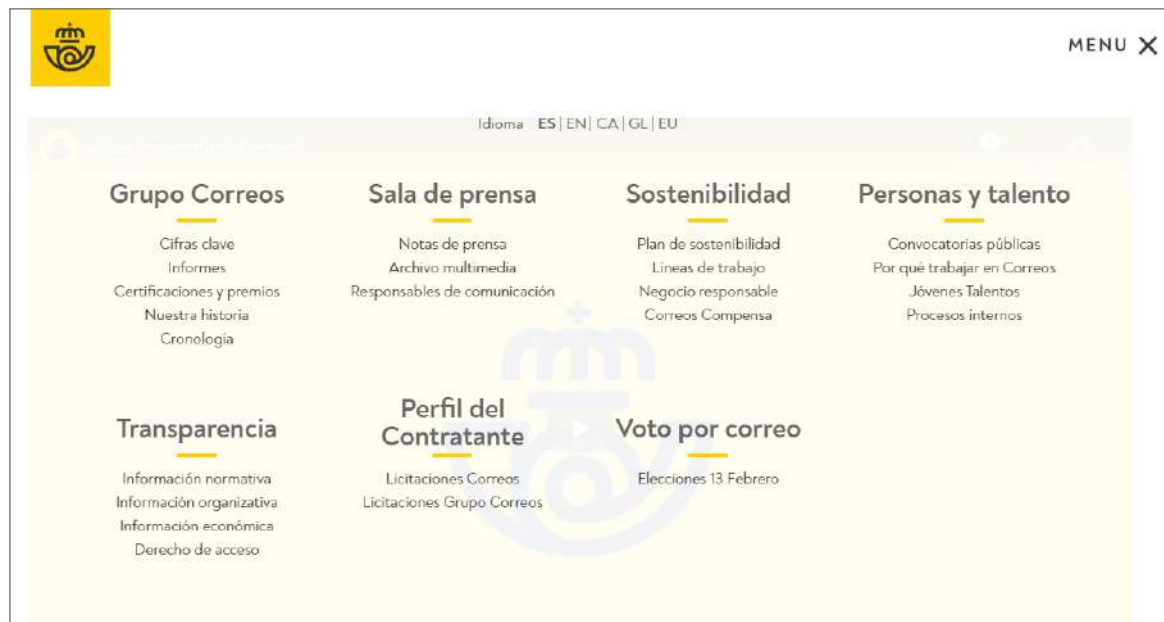 MENU
Idioma ES | EN | CA | GL | EU
Grupo Correos
Cifras clave
Informes
Certificaciones y premios
Nuestra historia
Cronología
Sala de prensa
Notas de prensa
Archivo multimedia
Responsables de comunicación
Sostenibilidad
Plan de sostenibilidad
Líneas de trabajo
Negocio responsable
Correos Compensa
Personas y talento
Convocatorias públicas
Por qué trabajar en Correos
Jóvenes Talentos
Procesos internos
Transparencia
Información normativa
Información organizativa
Información económica
Derecho de acceso
Perfil del
Contratante
Licitaciones Correos
Licitaciones Grupo Correos
Voto por correo
Elecciones 13 Febrero